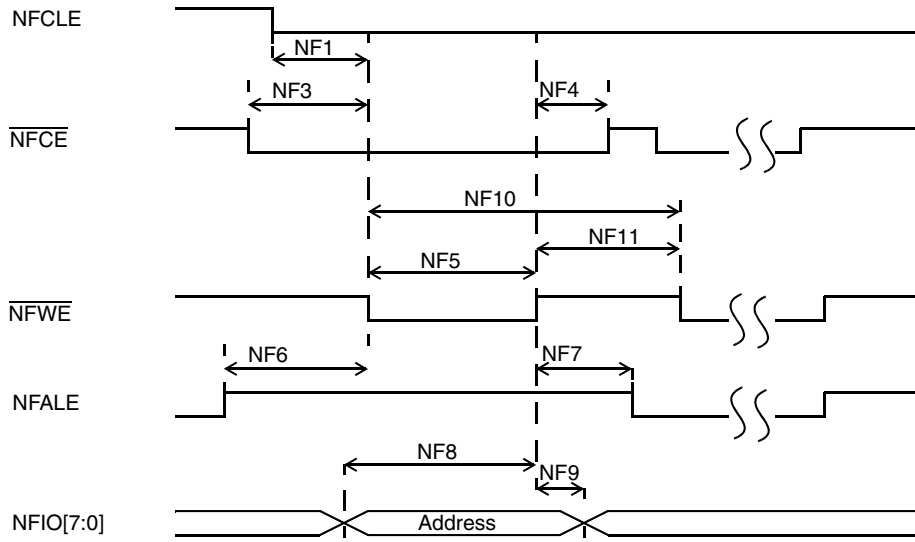 NFCLE
NF1
NF3
NF4
NFCE
NF10
NF11
NF5
NFWE
NF6
NF7
NFALE
NF8
NF9
NFIO[7:0]
Address